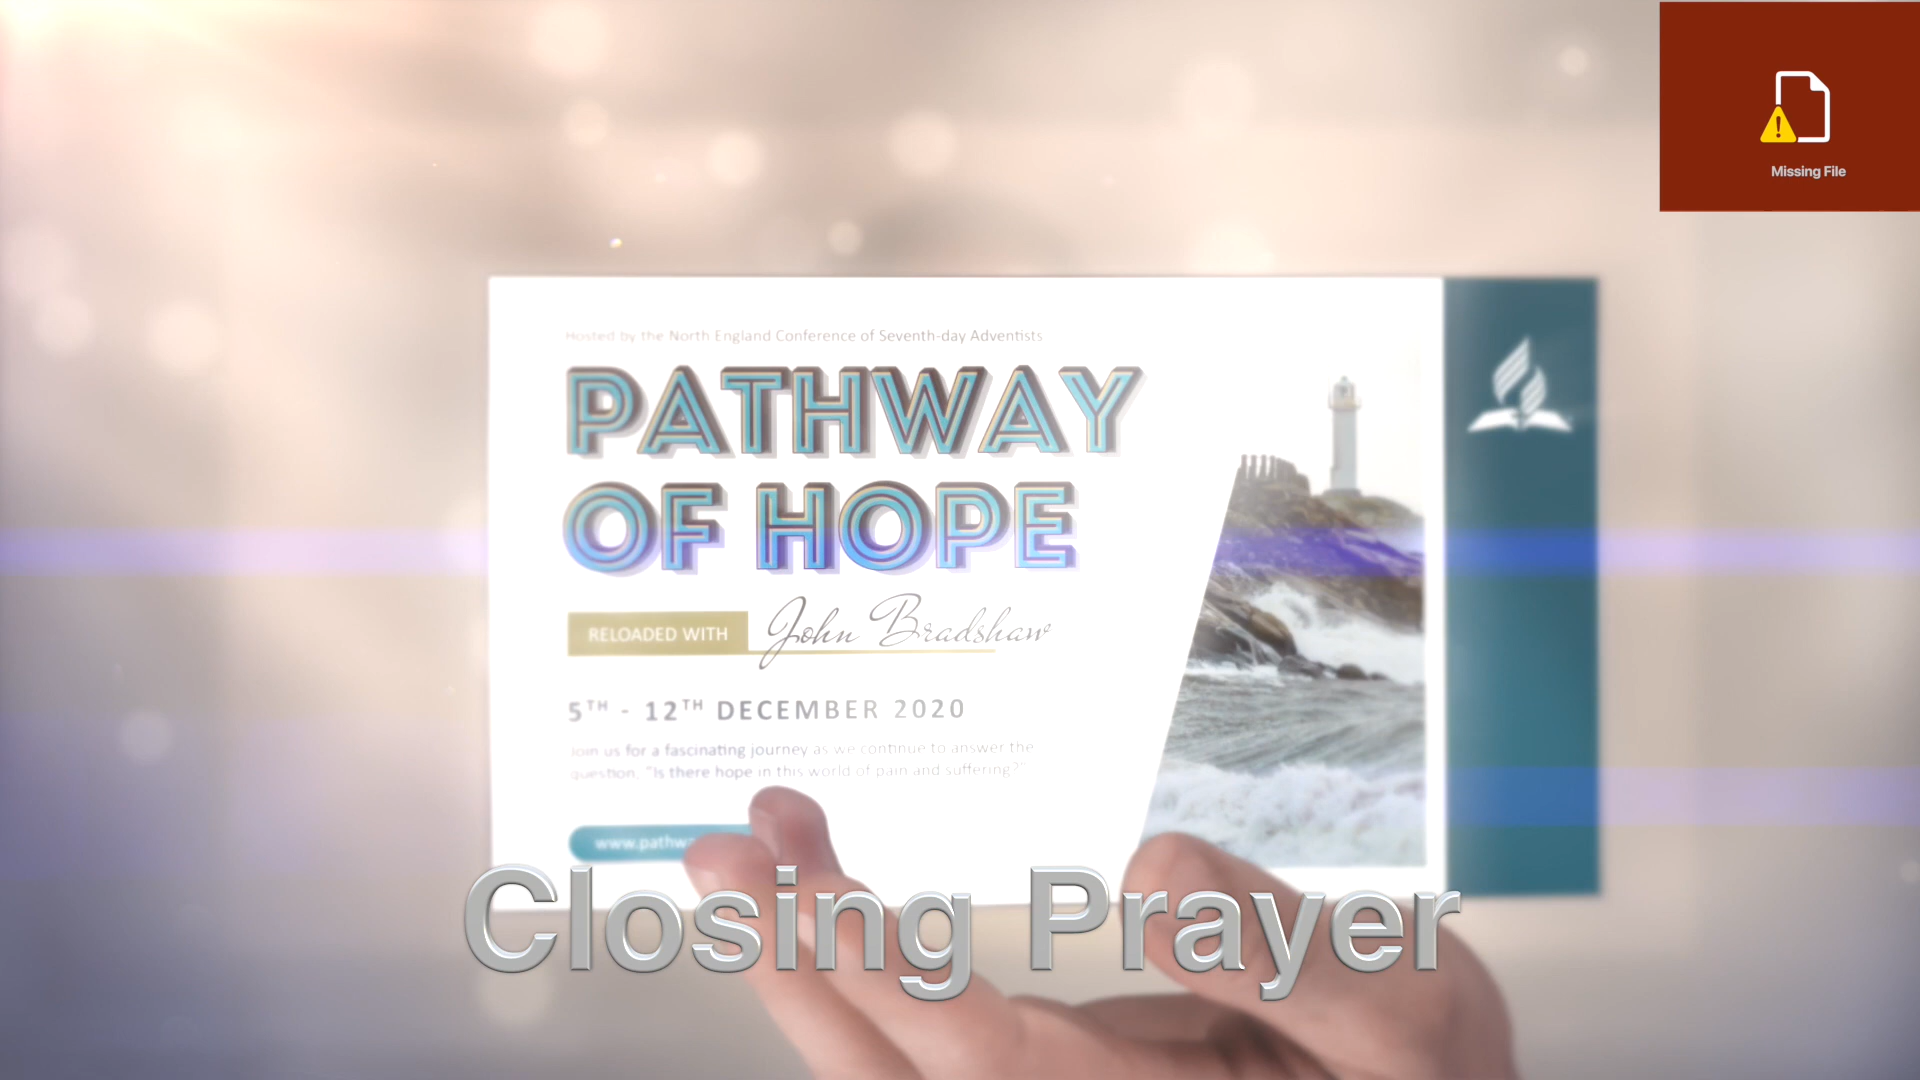 Missing File
Hosted by the North England Conference of Seventh-day Adventists
PATHWAY
OF HOPE
RELOADED WITH John Bradshaw
5TH - 12TH DECEMBER 2020
Join us for a fascinating journey as we continue to answer the
question, "Is there hope in this world of pain and suffering?"
Closing Prayer